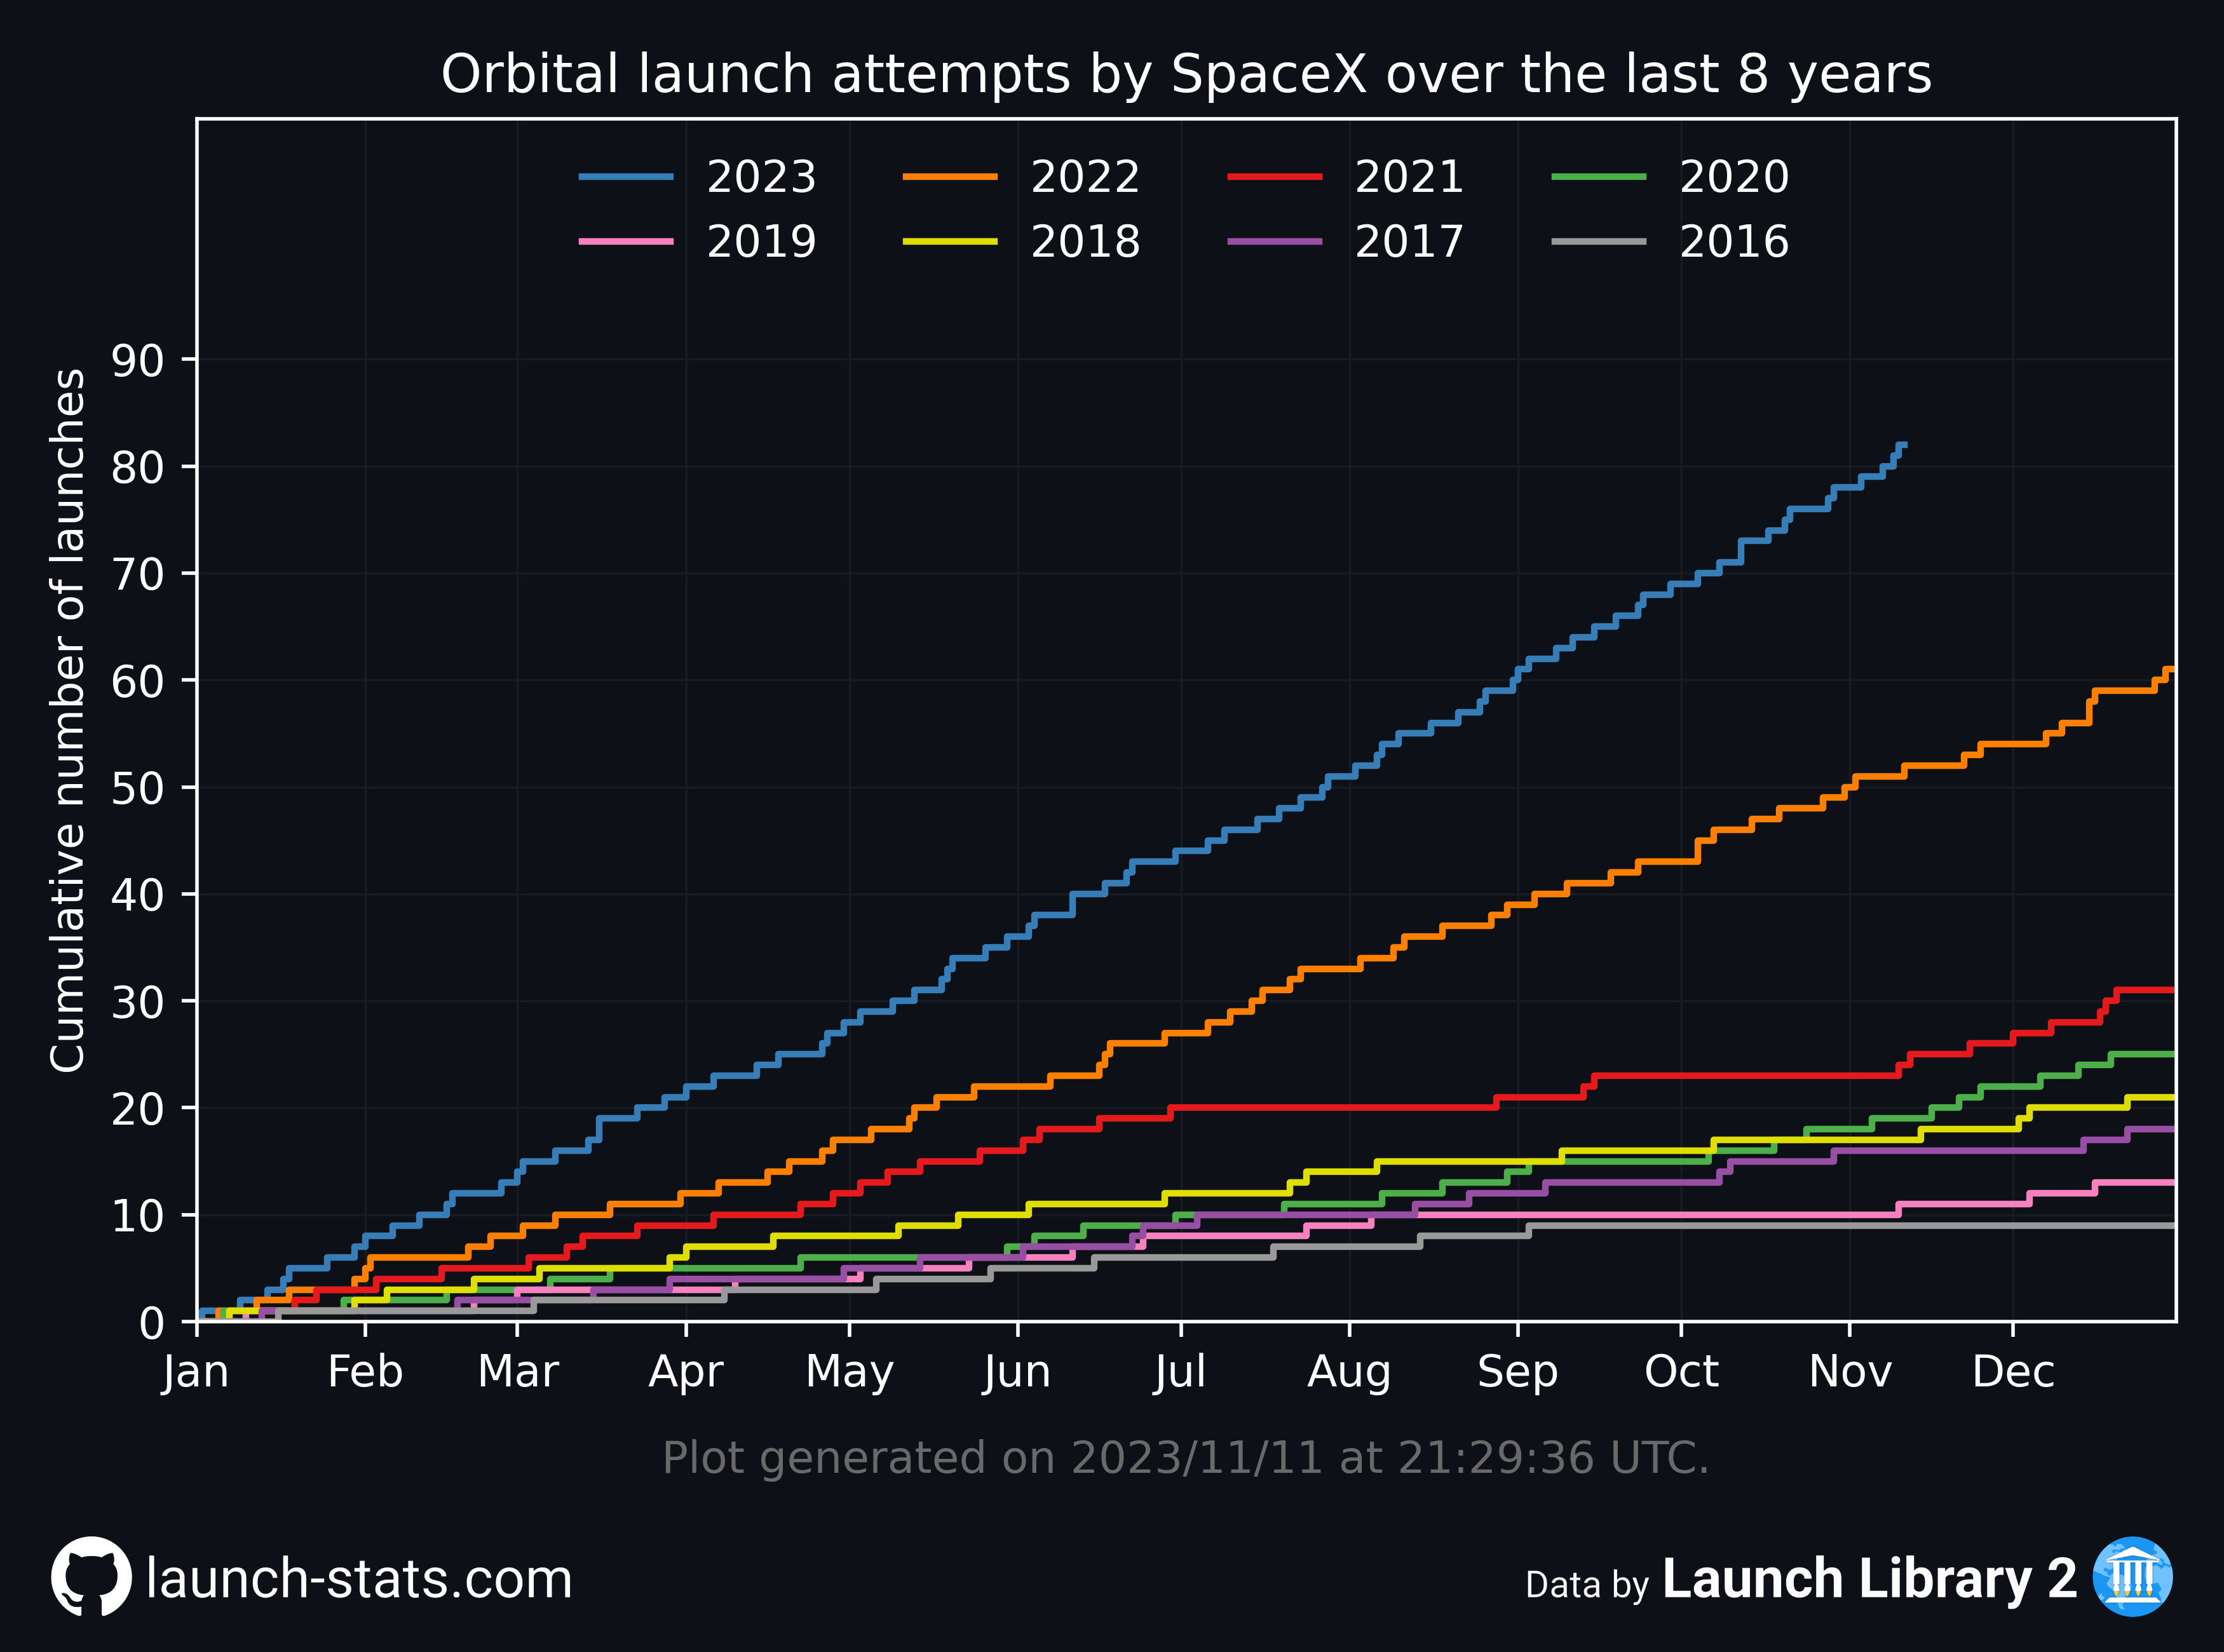 Orbital launch attempts by SpaceX over the last 8 years
2023 2022 2021 2020
2019 2018 2017 2016
Cumulative number of launches
90
80
70
60
50
40
30
20
10
0
Jan Feb Mar Apr May Jun Jul Aug Sep Oct Nov Dec
Plot generated on 2023/11/11 at 21:29:36 UTC.
launch-stats.com
Data by Launch Library 2